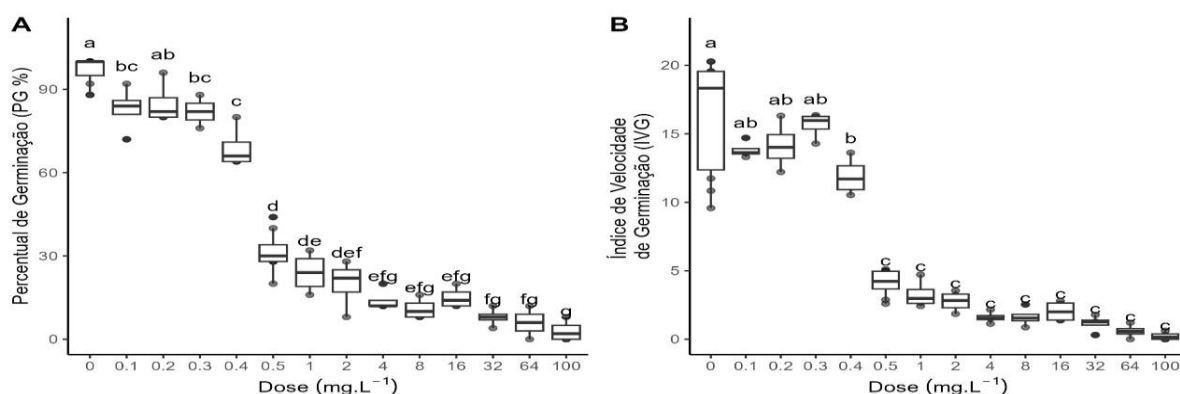 A
Percentual de Germinação (PG %)
90
60
30
0
a
bc
ab
bc
c
d
de
def
efg
efg
efg
fg
fg
g
0 0.1 0.2 0.3 0.4 0.5 1 2 4 8 16 32 64 100
Dose (mg.L⁻¹)
B
Índice de Velocidade
de Germinação (IVG)
20
15
10
5
0
a
ab
ab
ab
b
c
c
c
c
c
c
c
c
c
0 0.1 0.2 0.3 0.4 0.5 1 2 4 8 16 32 64 100
Dose (mg.L⁻¹)